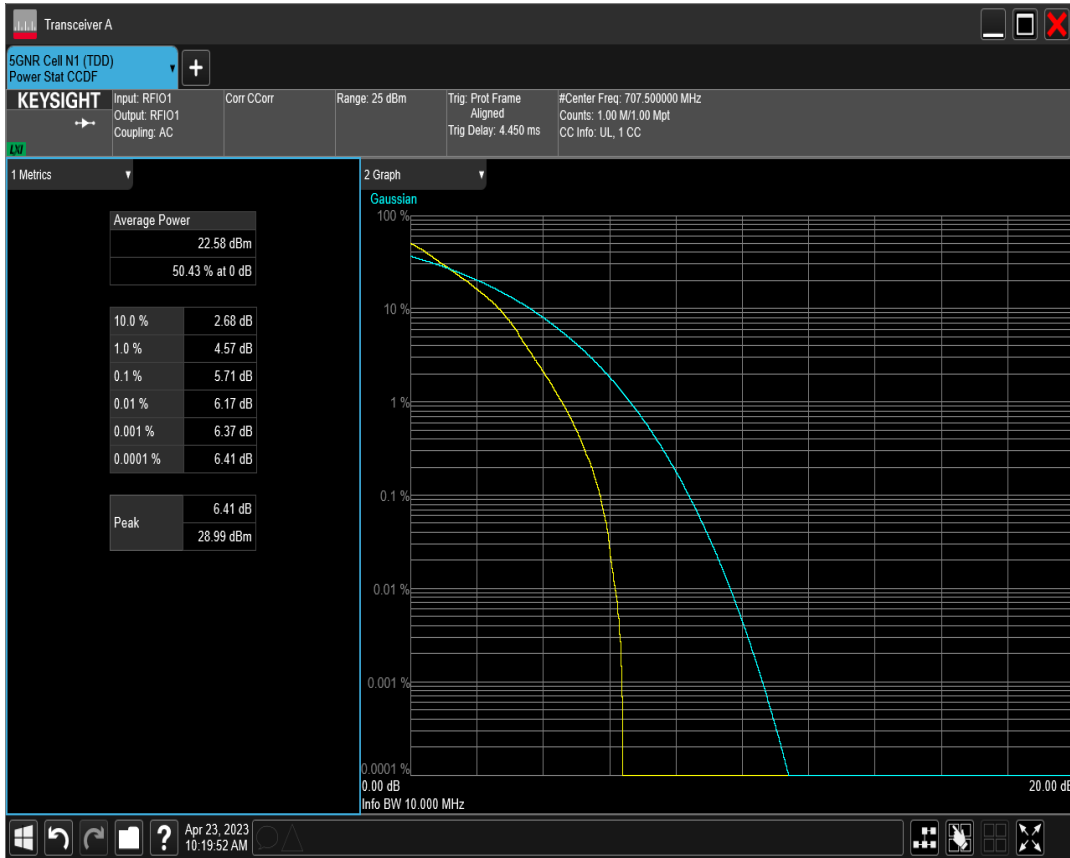 Transceiver A
5GNR Cell N1 (TDD)
Power Stat CCDF
KEYSIGHT
LXI
Input: RFIO1
Output: RFIO1
Coupling: AC
Corr CCorr
Range: 25 dBm
Trig: Prot Frame
Aligned
Trig Delay: 4.450 ms
#Center Freq: 707.500000 MHz
Counts: 1.00 M/1.00 Mpt
CC Info: UL, 1 CC
1 Metrics
Average Power
22.58 dBm
50.43 % at 0 dB
10.0 % 2.68 dB
1.0 % 4.57 dB
0.1 % 5.71 dB
0.01 % 6.17 dB
0.001 % 6.37 dB
0.0001 % 6.41 dB
Peak
6.41 dB
28.99 dBm
2 Graph
Gaussian
100 %
10 %
1 %
0.1 %
0.01 %
0.001 %
0.0001 %
0.00 dB
20.00 dB
Info BW 10.000 MHz
Apr 23, 2023
10:19:52 AM